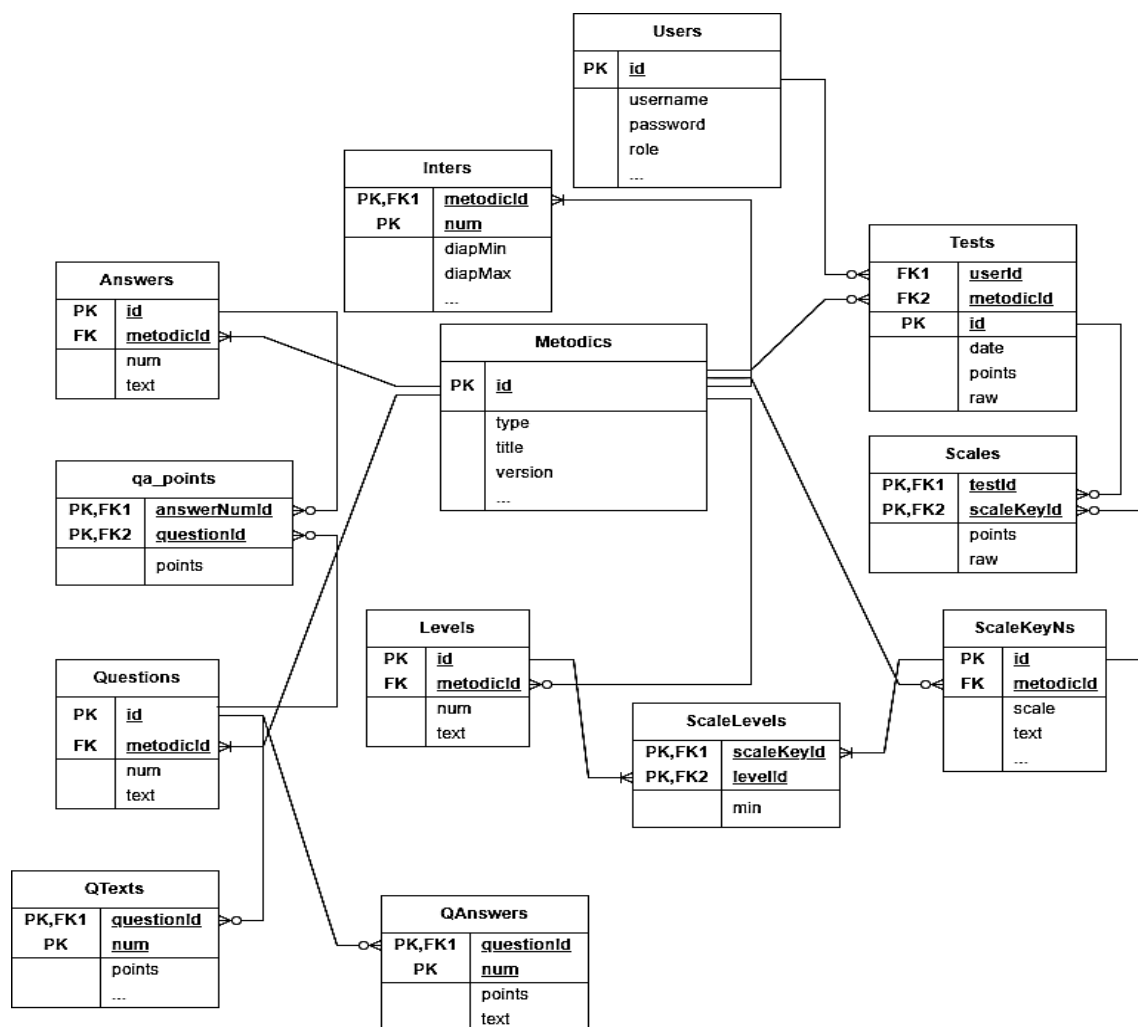 Users
PK id
username
password
role
...
Inters
PK,FK1 metodicId
PK num
diapMin
diapMax
...
Tests
FK1 userId
FK2 metodicId
PK id
date
points
raw
Answers
PK id
FK metodicId
num
text
Metodics
PK id
type
title
version
...
Scales
PK,FK1 testId
PK,FK2 scaleKeyId
points
raw
qa_points
PK,FK1 answerNumId
PK,FK2 questionId
points
Levels
PK id
FK metodicId
num
text
ScaleKeyNs
PK id
FK metodicId
scale
text
...
Questions
PK id
FK metodicId
num
text
ScaleLevels
PK,FK1 scaleKeyId
PK,FK2 levelId
min
QTexts
PK,FK1 questionId
PK num
points
...
QAnswers
PK,FK1 questionId
PK num
points
text